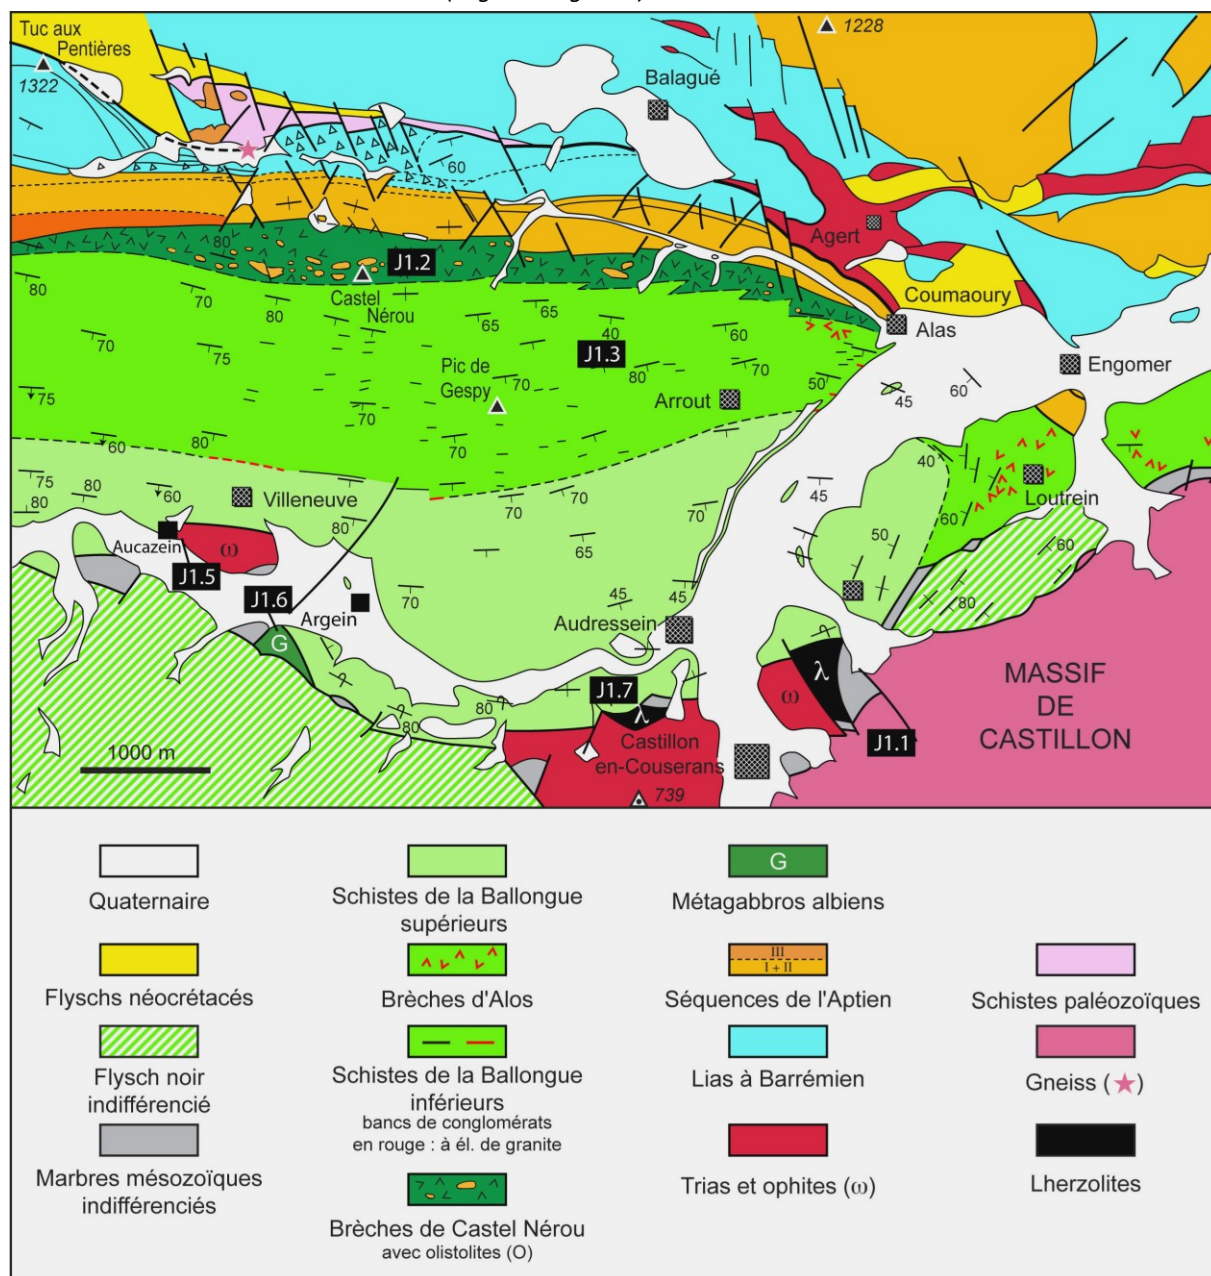 Tuc aux
Pentières
1322
1228
Balagué
60
Agert
80
J1.2
Castel
Nérou
Coumaoury
Alas
Engomer
80
70
80
65
65
40
60
70
75
J1.3
80
70
50
Pic de
Gespy
70
Arrout
60
45
75
70
70
60
80
70
40
75
80
80
60
Villeneuve
80
70
70
65
70
45
50
60
Loutrein
60
80
Aucazein
ω
J1.5
J1.6
Argein
70
45
45
Audressein
G
80
80
J1.7
λ
λ
ω
J1.1
MASSIF
DE
CASTILLON
Castillon
en-Couserans
1000 m
739
Quaternaire
Schistes de la Ballongue
supérieurs
G
Métagabbros albiens
Flyschs néocrétacés
Brèches d'Alos
III
I + II
Séquences de l'Aptien
Schistes paléozoïques
Flysch noir
indifférencié
Schistes de la Ballongue
inférieurs
bancs de conglomérats
en rouge : à él. de granite
Lias à Barrémien
Gneiss (★)
Marbres mésozoïques
indifférenciés
Brèches de Castel Nérou
avec olistolites (O)
Trias et ophites (ω)
Lherzolites